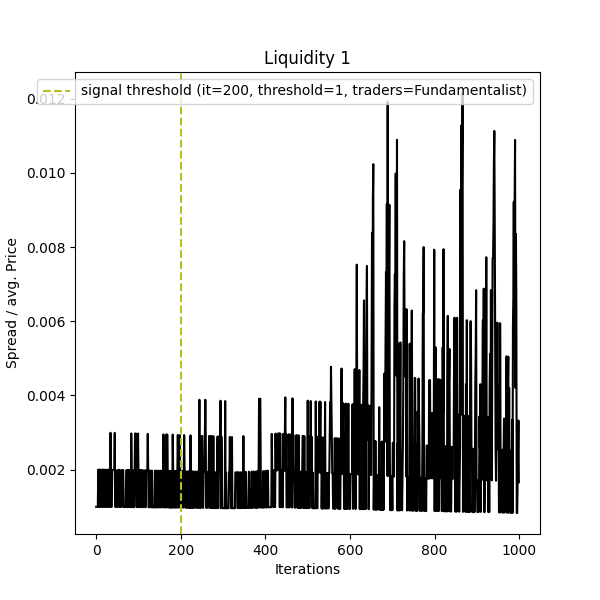 Liquidity 1
signal threshold (it=200, threshold=1, traders=Fundamentalist)
0.012
0.010
0.008
0.006
0.004
0.002
Spread / avg. Price
0 200 400 600 800 1000
Iterations